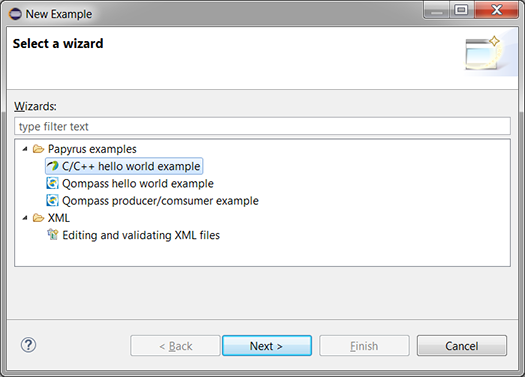 New Example
Select a wizard
Wizards:
type filter text
Papyrus examples
C/C++ hello world example
Qompass hello world example
Qompass producer/comsumer example
XML
Editing and validating XML files
< Back Next > Finish Cancel